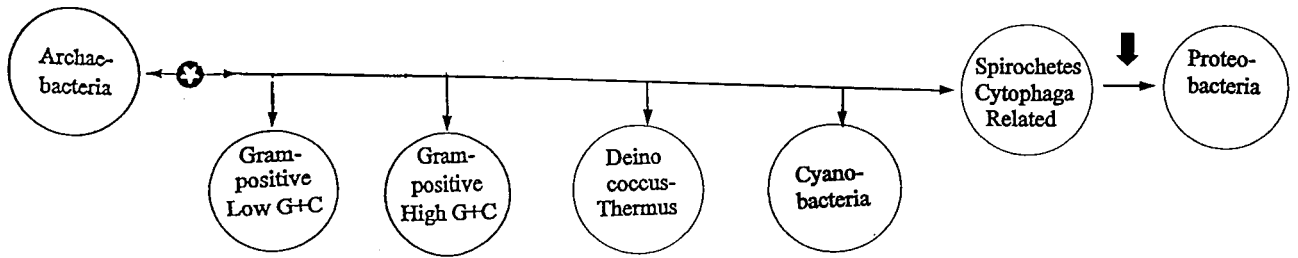 Archae-
bacteria
Gram-
positive
Low G+C
Gram-
positive
High G+C
Deino
coccus-
Thermus
Cyano-
bacteria
Spirochetes
Cytophaga
Related
Proteo-
bacteria